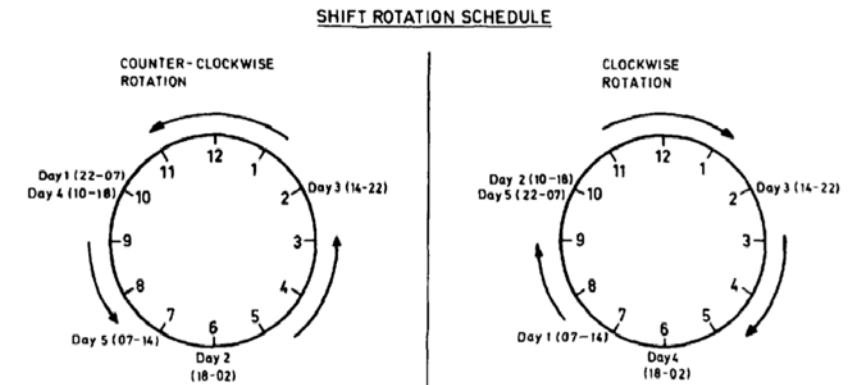 SHIFT ROTATION SCHEDULE
COUNTER-CLOCKWISE
ROTATION
12
1
2
3
4
5
6
7
8
9
10
11
Day 1 (22-07)
Day 4 (10-18)
Day 3 (14-22)
Day 5 (07-14)
Day 2
(18-02)
CLOCKWISE
ROTATION
12
1
2
3
4
5
6
7
8
9
10
11
Day 2 (10-18)
Day 5 (22-07)
Day 3 (14-22)
Day 1 (07-14)
Day 4
(18-02)